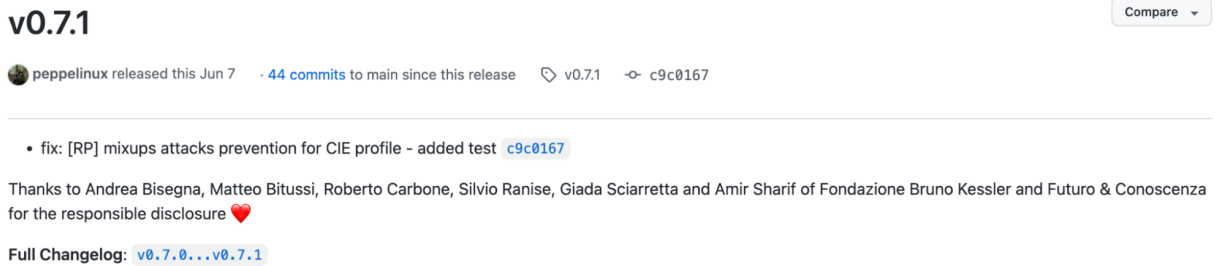 v0.7.1
Compare
peppelinux released this Jun 7 · 44 commits to main since this release v0.7.1 c9c0167
• fix: [RP] mixups attacks prevention for CIE profile - added test c9c0167
Thanks to Andrea Bisegna, Matteo Bitussi, Roberto Carbone, Silvio Ranise, Giada Sciarretta and Amir Sharif of Fondazione Bruno Kessler and Futuro & Conoscenza
for the responsible disclosure ❤️
Full Changelog: v0.7.0...v0.7.1